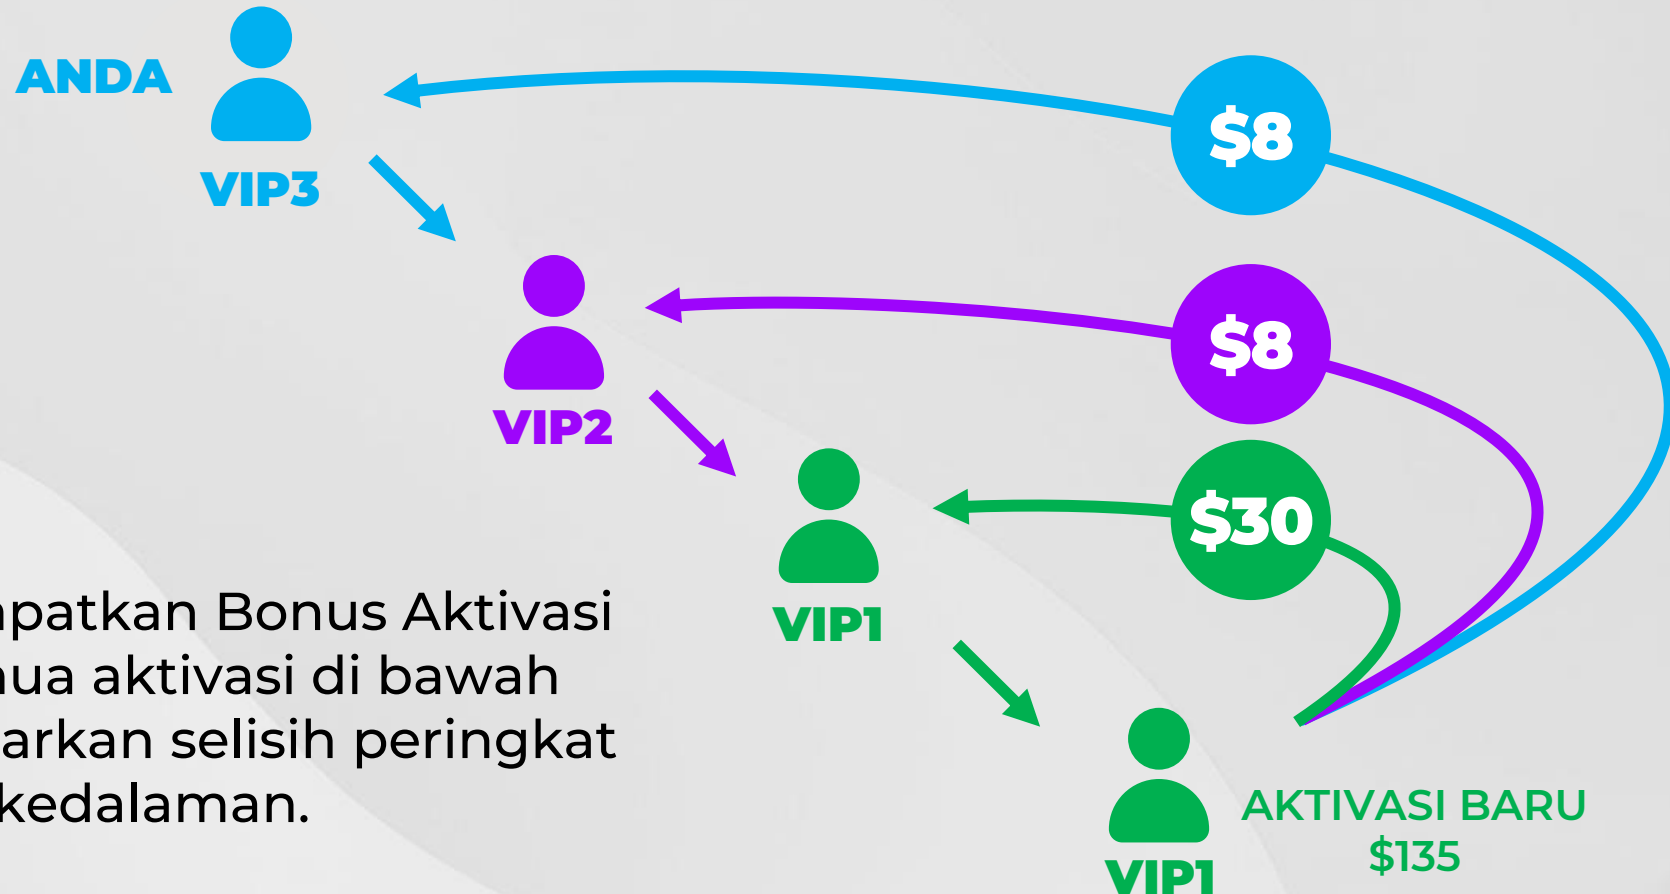 ANDA
VIP3
$8
VIP2
$8
VIP1
$30
patkan Bonus Aktivasi
ua aktivasi di bawah
arkan selisih peringkat
kedalaman.
VIP1
AKTIVASI BARU
$135